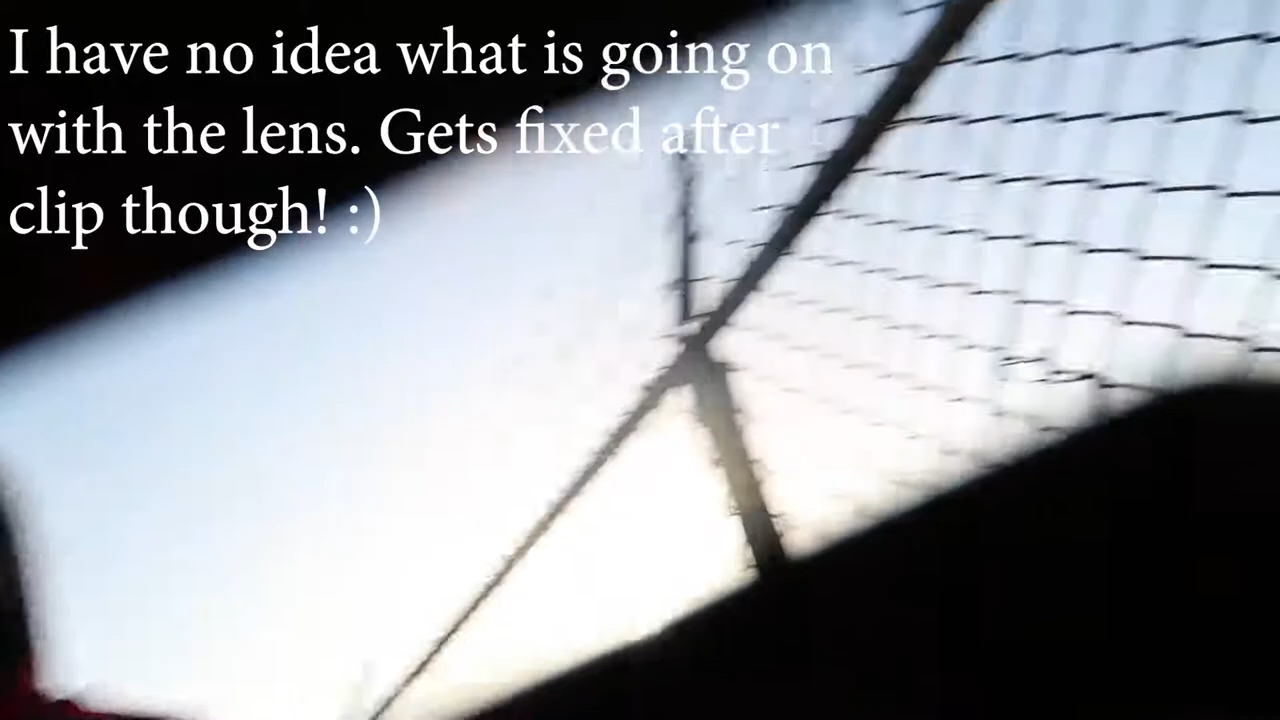 I have no idea what is going on
with the lens. Gets fixed after
clip though! :)